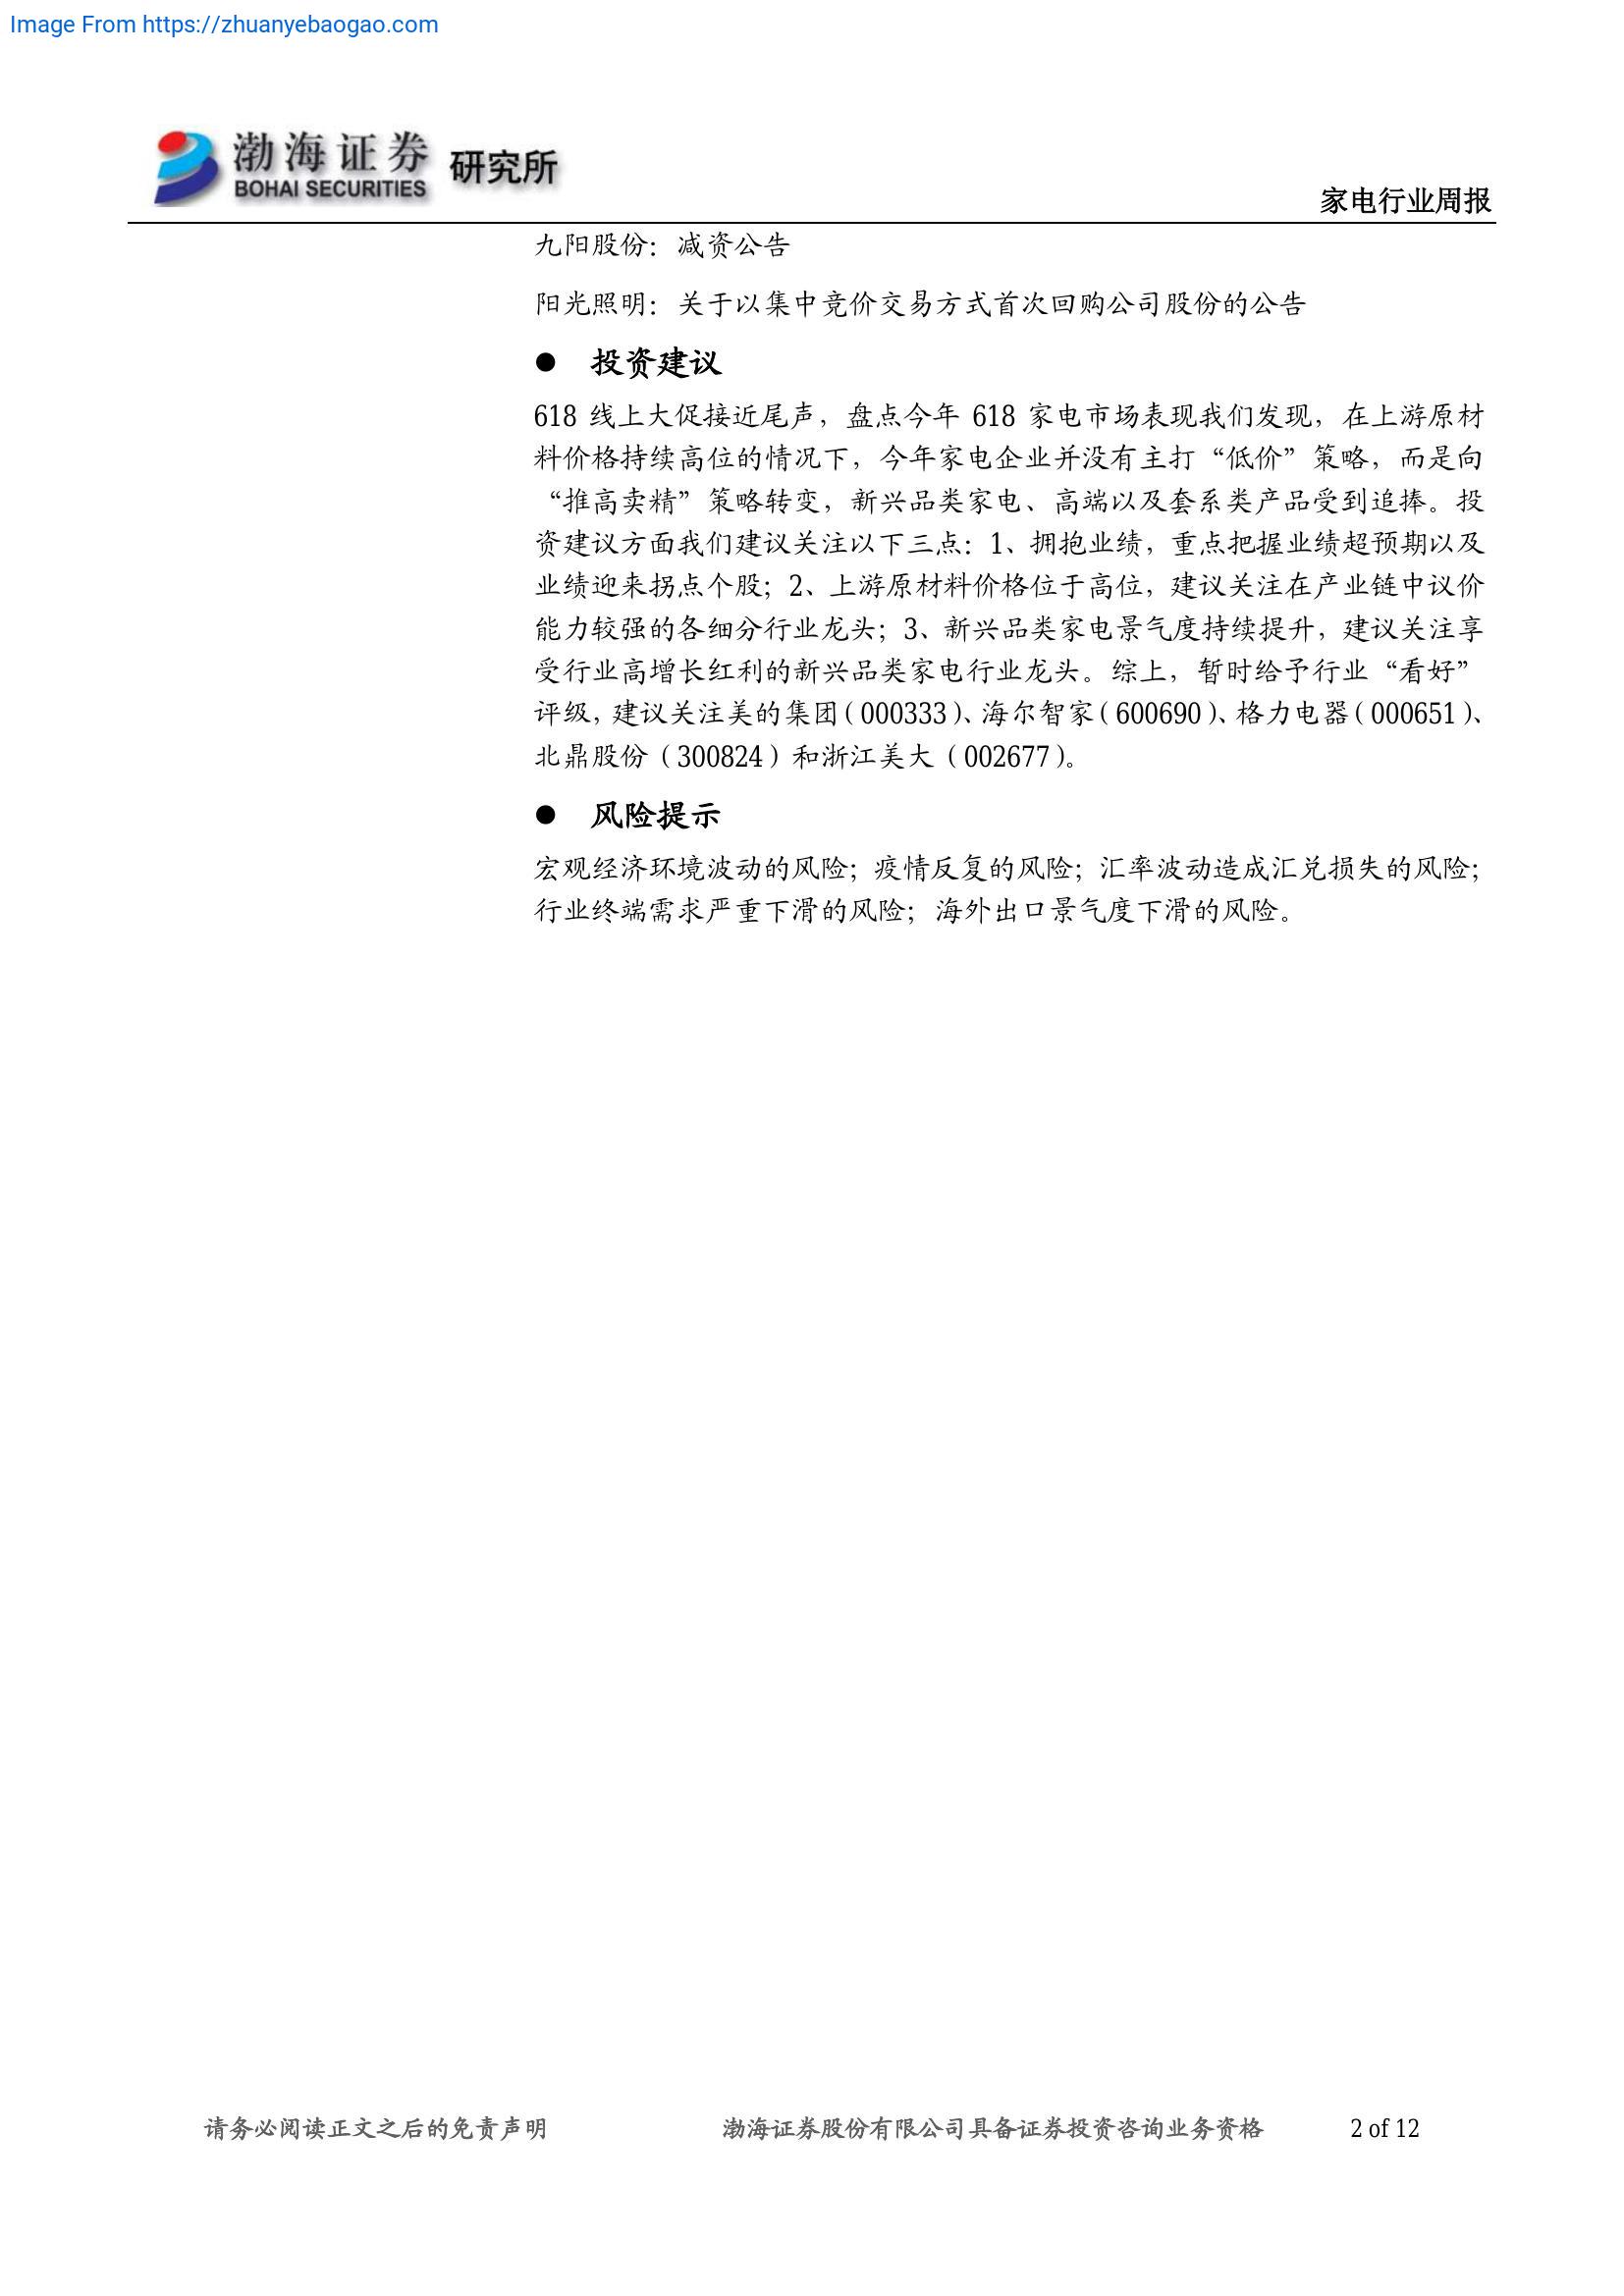 Image From https://zhuanyebaogao.com
渤海证券
BOHAI SECURITIES
研究所
家电行业周报
九阳股份：减资公告
阳光照明：关于以集中竞价交易方式首次回购公司股份的公告
● 投资建议
618 线上大促接近尾声，盘点今年 618 家电市场表现我们发现，在上游原材
料价格持续高位的情况下，今年家电企业并没有主打“低价”策略，而是向
“推高卖精”策略转变，新兴品类家电、高端以及套系类产品受到追捧。投
资建议方面我们建议关注以下三点：1、拥抱业绩，重点把握业绩超预期以及
业绩迎来拐点个股；2、上游原材料价格位于高位，建议关注在产业链中议价
能力较强的各细分行业龙头；3、新兴品类家电景气度持续提升，建议关注享
受行业高增长红利的新兴品类家电行业龙头。综上，暂时给予行业“看好”
评级，建议关注美的集团（000333）、海尔智家（600690）、格力电器（000651）、
北鼎股份（300824）和浙江美大（002677）。
● 风险提示
宏观经济环境波动的风险；疫情反复的风险；汇率波动造成汇兑损失的风险；
行业终端需求严重下滑的风险；海外出口景气度下滑的风险。
请务必阅读正文之后的免责声明 渤海证券股份有限公司具备证券投资咨询业务资格 2 of 12